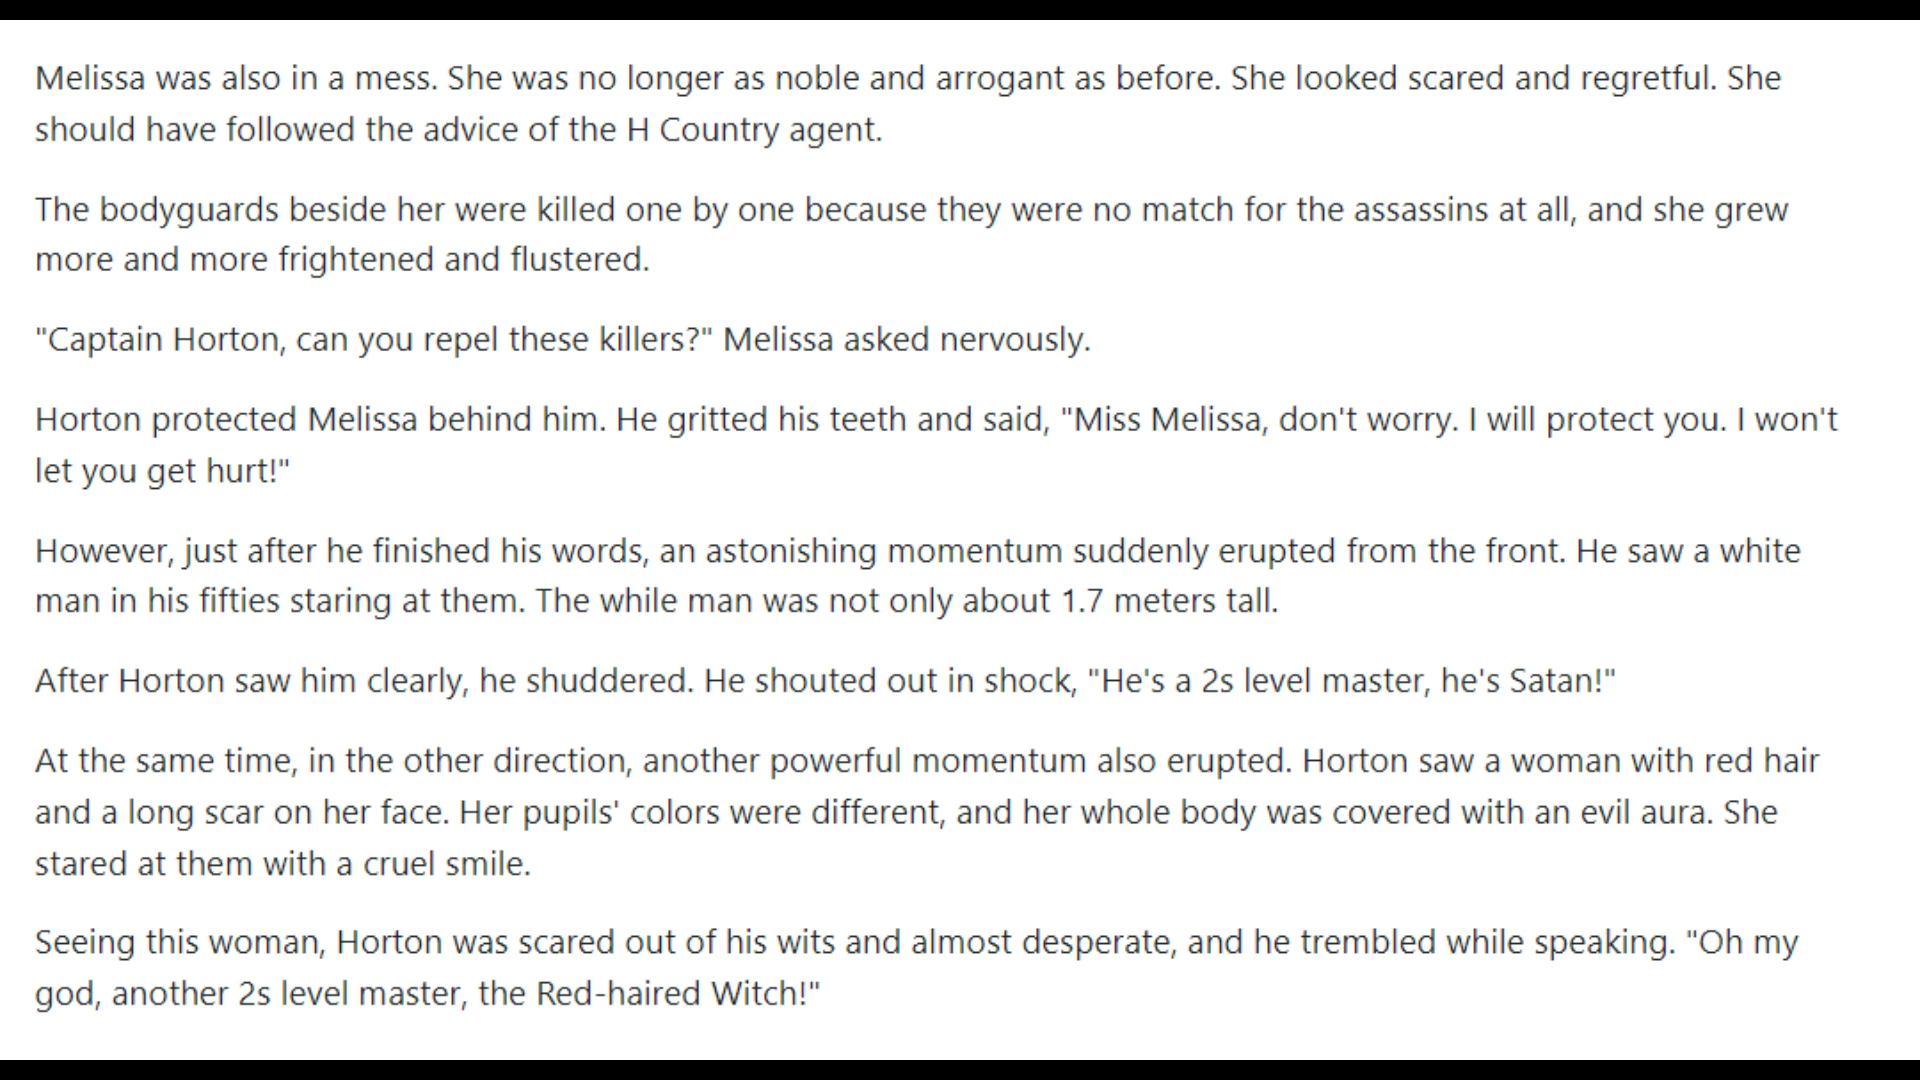 Melissa was also in a mess. She was no longer as noble and arrogant as before. She looked scared and regretful. She
should have followed the advice of the H Country agent.
The bodyguards beside her were killed one by one because they were no match for the assassins at all, and she grew
more and more frightened and flustered.
"Captain Horton, can you repel these killers?" Melissa asked nervously.
Horton protected Melissa behind him. He gritted his teeth and said, "Miss Melissa, don't worry. I will protect you. I won't
let you get hurt!"
However, just after he finished his words, an astonishing momentum suddenly erupted from the front. He saw a white
man in his fifties staring at them. The while man was not only about 1.7 meters tall.
After Horton saw him clearly, he shuddered. He shouted out in shock, "He's a 2s level master, he's Satan!"
At the same time, in the other direction, another powerful momentum also erupted. Horton saw a woman with red hair
and a long scar on her face. Her pupils' colors were different, and her whole body was covered with an evil aura. She
stared at them with a cruel smile.
Seeing this woman, Horton was scared out of his wits and almost desperate, and he trembled while speaking. "Oh my
god, another 2s level master, the Red-haired Witch!"